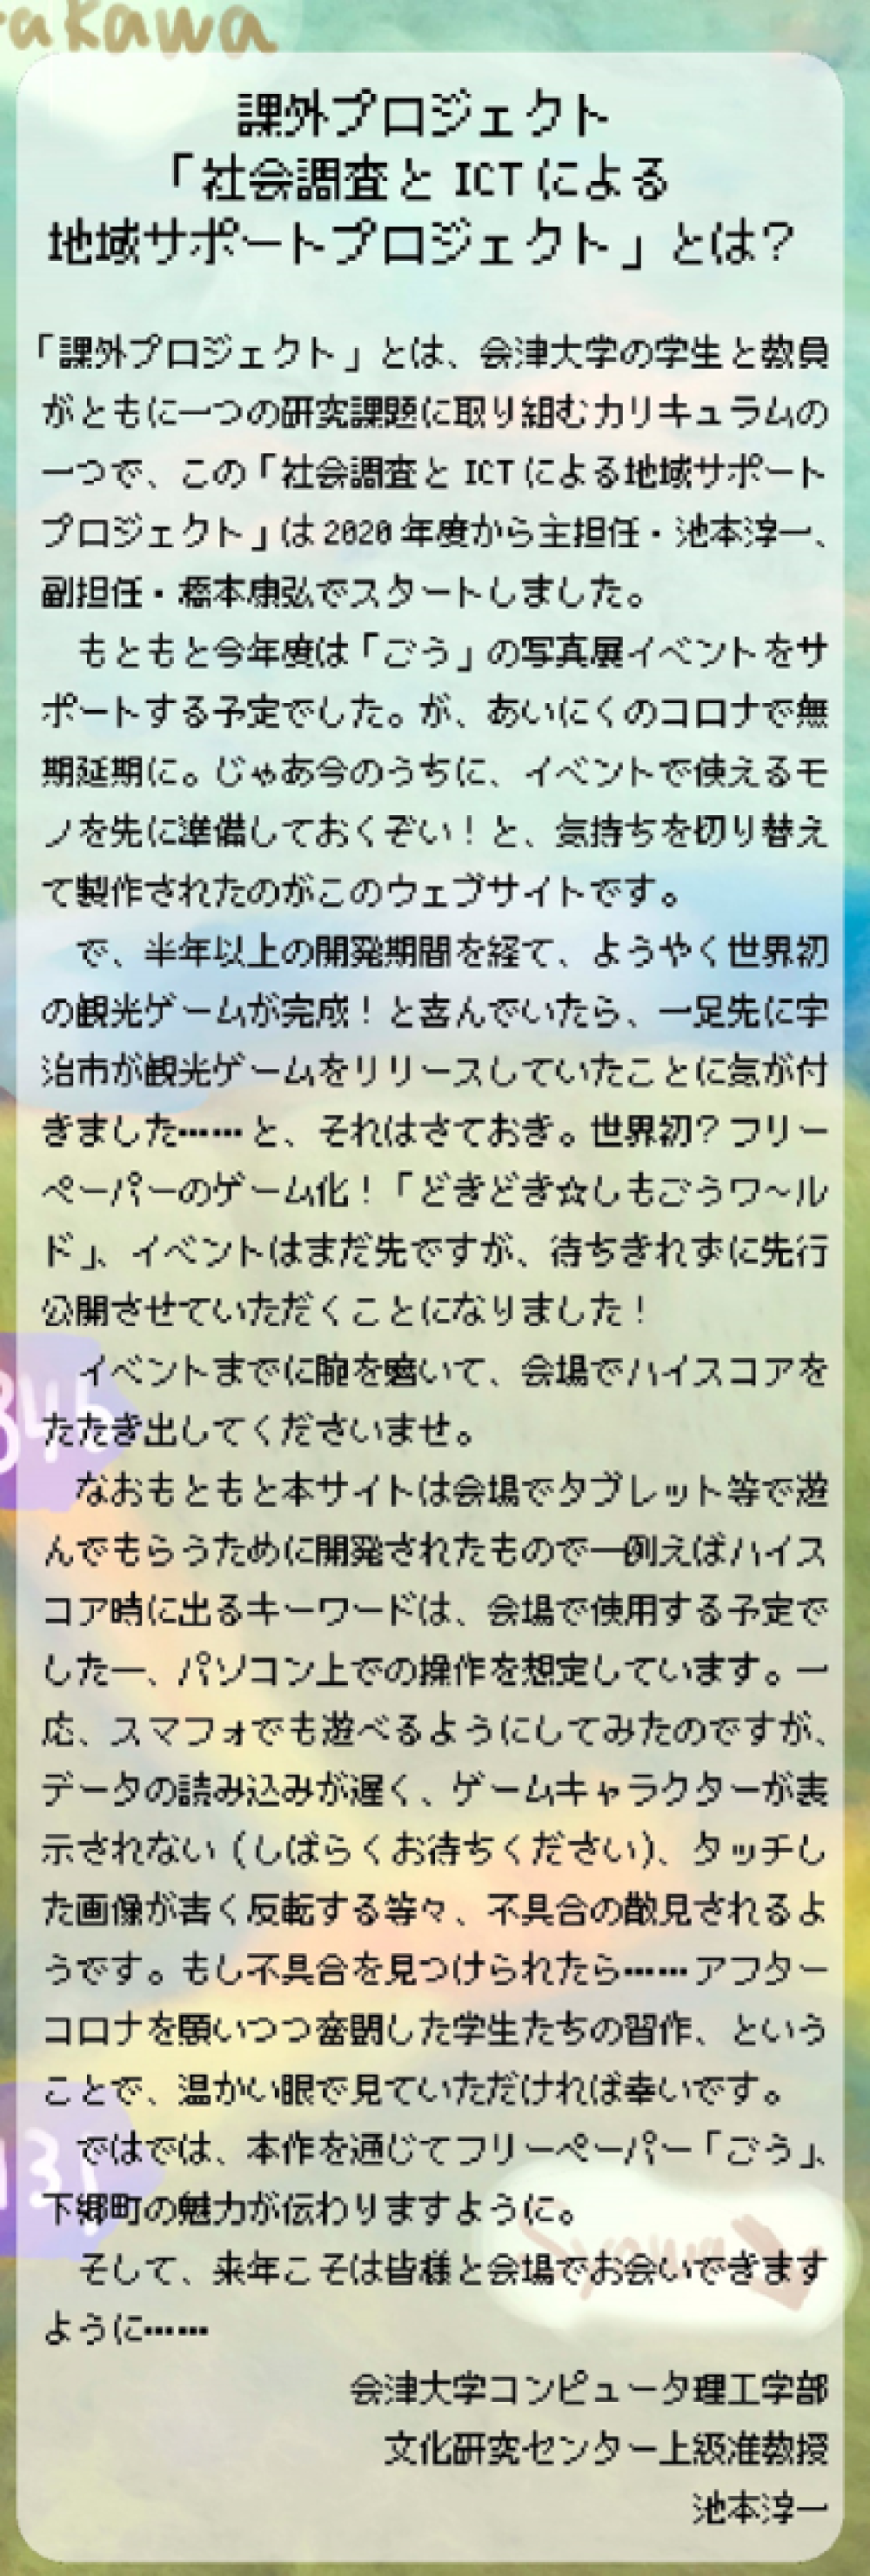 akawa
課外プロジェクト
「社会調査と ICT による
地域サポートプロジェクト」とは？
「課外プロジェクト」とは、会津大学の学生と教員
がともに一つの研究課題に取り組むカリキュラムの
一つで、この「社会調査と ICT による地域サポート
プロジェクト」は 2020 年度から主担任・池本淳一、
副担任・橋本康弘でスタートしました。
　もともと今年度は「ごう」の写真展イベントをサ
ポートする予定でした。が、あいにくのコロナで無
期延期に。じゃあ今のうちに、イベントで使えるモ
ノを先に準備しておくぞい！と、気持ちを切り替え
て製作されたのがこのウェブサイトです。
　で、半年以上の開発期間を経て、ようやく世界初
の観光ゲームが完成！と喜んでいたら、一足先に宇
治市が観光ゲームをリリースしていたことに気が付
きました……と、それはさておき。世界初？フリー
ペーパーのゲーム化！「どきどき☆しもごうワ～ル
ド」、イベントはまだ先ですが、待ちきれずに先行
公開させていただくことになりました！
　イベントまでに腕を磨いて、会場でハイスコアを
たたき出してくださいませ。
　なおもともと本サイトは会場でタブレット等で遊
んでもらうために開発されたもので―例えばハイス
コア時に出るキーワードは、会場で使用する予定で
した―、パソコン上での操作を想定しています。一
応、スマフォでも遊べるようにしてみたのですが、
データの読み込みが遅く、ゲームキャラクターが表
示されない（しばらくお待ちください）、タッチし
た画像が青く反転する等々、不具合の散見されるよ
うです。もし不具合を見つけられたら……アフター
コロナを願いつつ奮闘した学生たちの習作、という
ことで、温かい眼で見ていただければ幸いです。
　ではでは、本作を通じてフリーペーパー「ごう」、
下郷町の魅力が伝わりますように。
　そして、来年こそは皆様と会場でお会いできます
ように……
会津大学コンピュータ理工学部
文化研究センター上級准教授
池本淳一